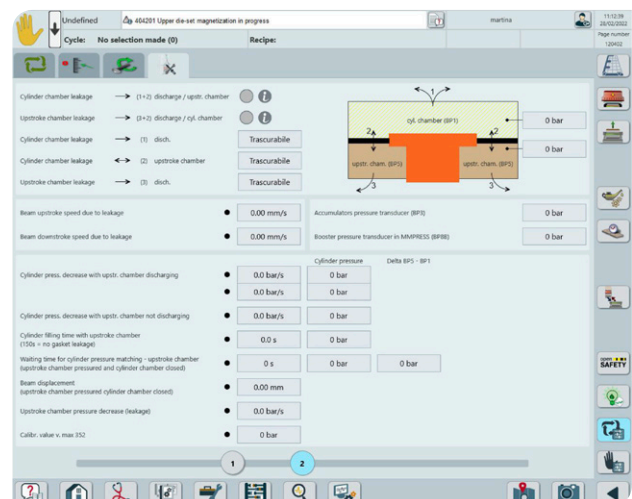 Undefined
404201 Upper die-set magnetization in progress
martina
11:12:39
28/02/2022
Cycle: No selection made (0)
Recipe:
Page number
120402
Cylinder chamber leakage (1+2) discharge / upstr. chamber
Upstroke chamber leakage (3+2) discharge / cyl. chamber
Cylinder chamber leakage (1) disch. Trascurabile
Cylinder chamber leakage (2) upstroke chamber Trascurabile
Upstroke chamber leakage (3) disch. Trascurabile
1
cyl. chamber (BP1)
0 bar
2
2
0 bar
upstr. cham. (BP5)
upstr. cham. (BP5)
3
3
Beam upstroke speed due to leakage 0.00 mm/s
Accumulators pressure transducer (BP3) 0 bar
Beam downstroke speed due to leakage 0.00 mm/s
Booster pressure transducer in MMPRESS (BP88) 0 bar
Cylinder pressure
Delta BP5 - BP1
Cylinder press. decrease with upstr. chamber discharging 0.0 bar/s 0 bar
0.0 bar/s 0 bar
Cylinder press. decrease with upstr. chamber not discharging 0.0 bar/s 0 bar
Cylinder filling time with upstroke chamber
(150s = no gasket leakage)
0.0 s 0 bar
Waiting time for cylinder pressure matching - upstroke chamber
(upstroke chamber pressured and cylinder chamber closed)
0 s 0 bar 0 bar
Beam displacement
(upstroke chamber pressured cylinder chamber closed)
0.00 mm
Upstroke chamber pressure decrease (leakage) 0.0 bar/s
Calibr. value v. max 352 0 bar
open
SAFETY
1
2